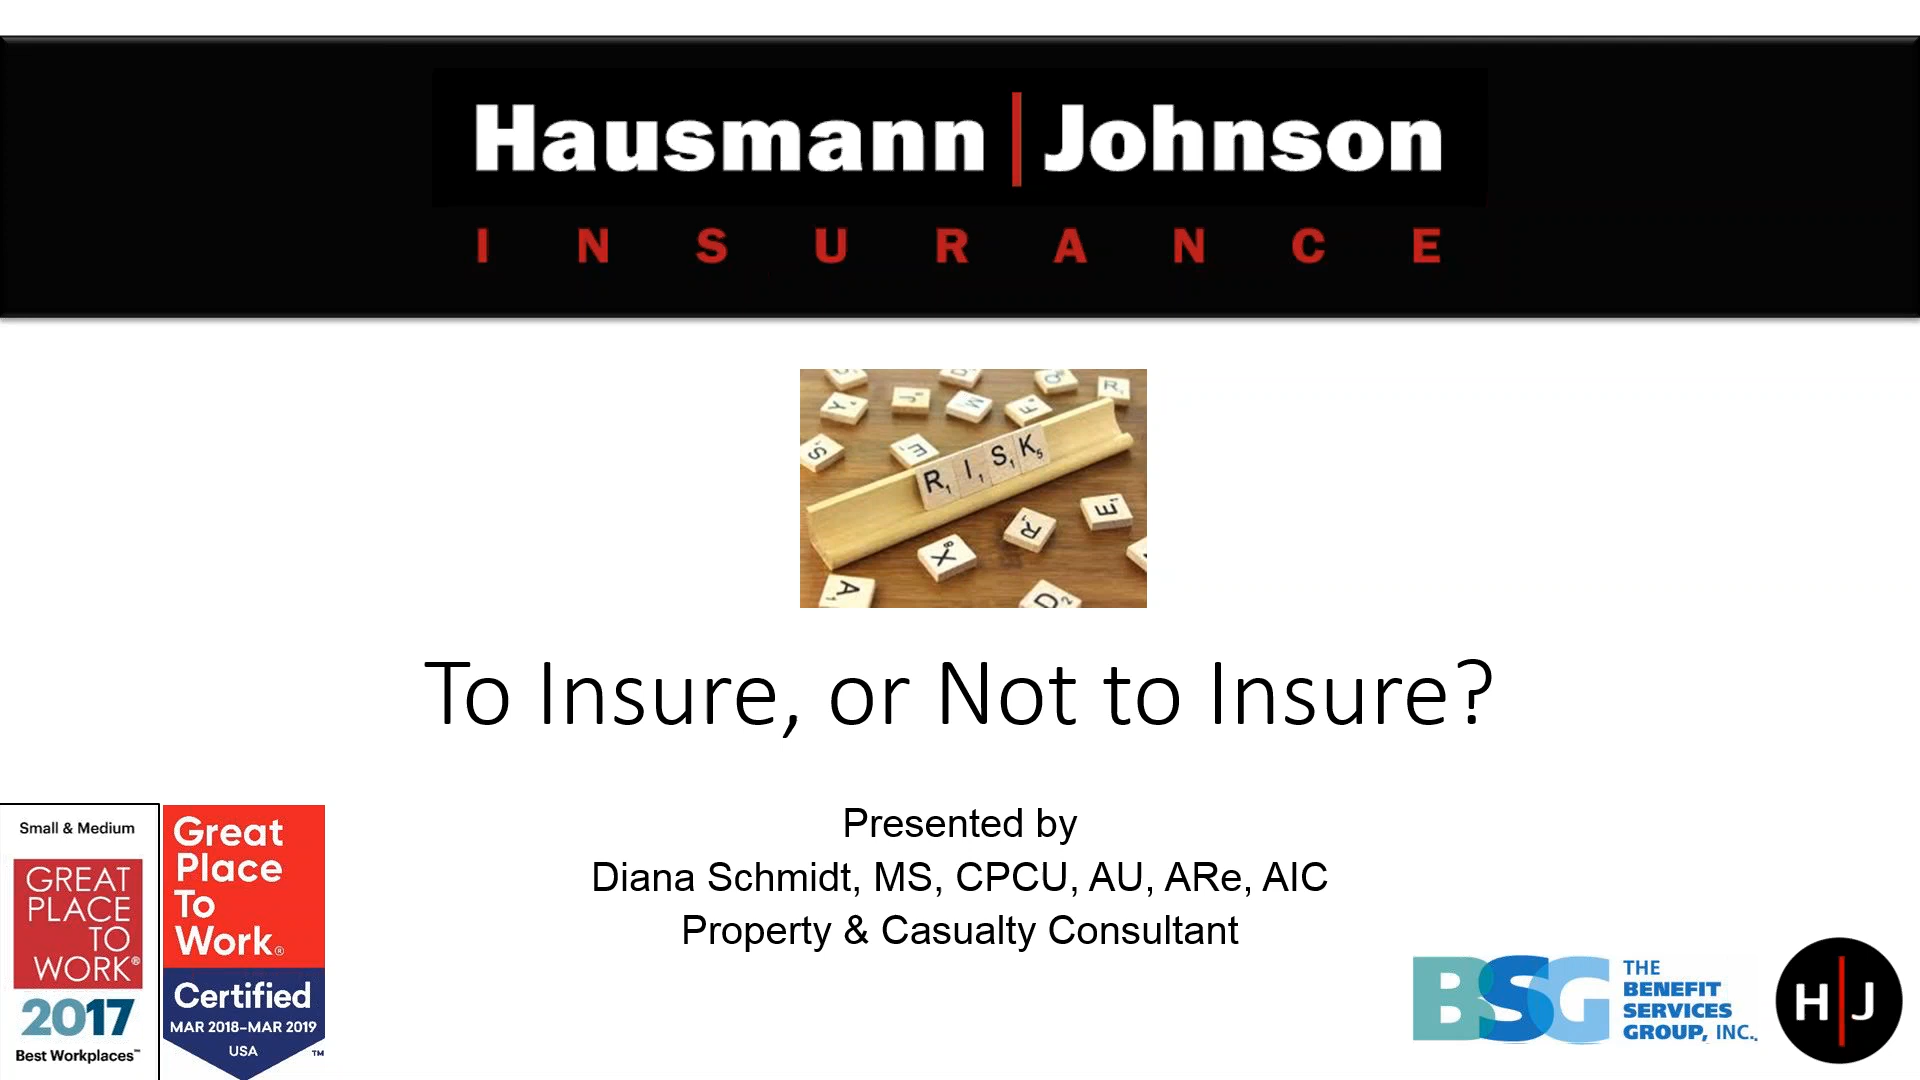 Hausmann|Johnson
INSURANCE
RISK
To Insure, or Not to Insure?
Presented by
Diana Schmidt, MS, CPCU, AU, ARe, AIC
Property & Casualty Consultant
Small & Medium
GREAT
PLACE
TO
WORK®
2017
Best Workplaces™
Great
Place
To
Work®
Certified
MAR 2018–MAR 2019
USA
™
BSG
THE
BENEFIT
SERVICES
GROUP, INC.
H|J